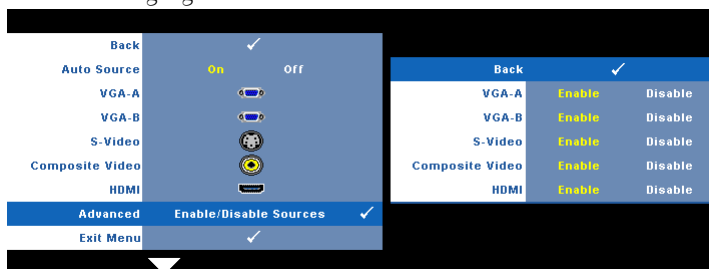 Back
Auto Source On Off
VGA-A
VGA-B
S-Video
Composite Video
HDMI
Advanced Enable/Disable Sources
Exit Menu
Back
VGA-A Enable Disable
VGA-B Enable Disable
S-Video Enable Disable
Composite Video Enable Disable
HDMI Enable Disable